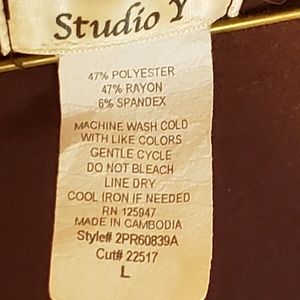 Studio Y
47% POLYESTER
47% RAYON
6% SPANDEX
MACHINE WASH COLD
WITH LIKE COLORS
GENTLE CYCLE
DO NOT BLEACH
LINE DRY
COOL IRON IF NEEDED
RN 125947
MADE IN CAMBODIA
Style# 2PR60839A
Cut# 22517
L